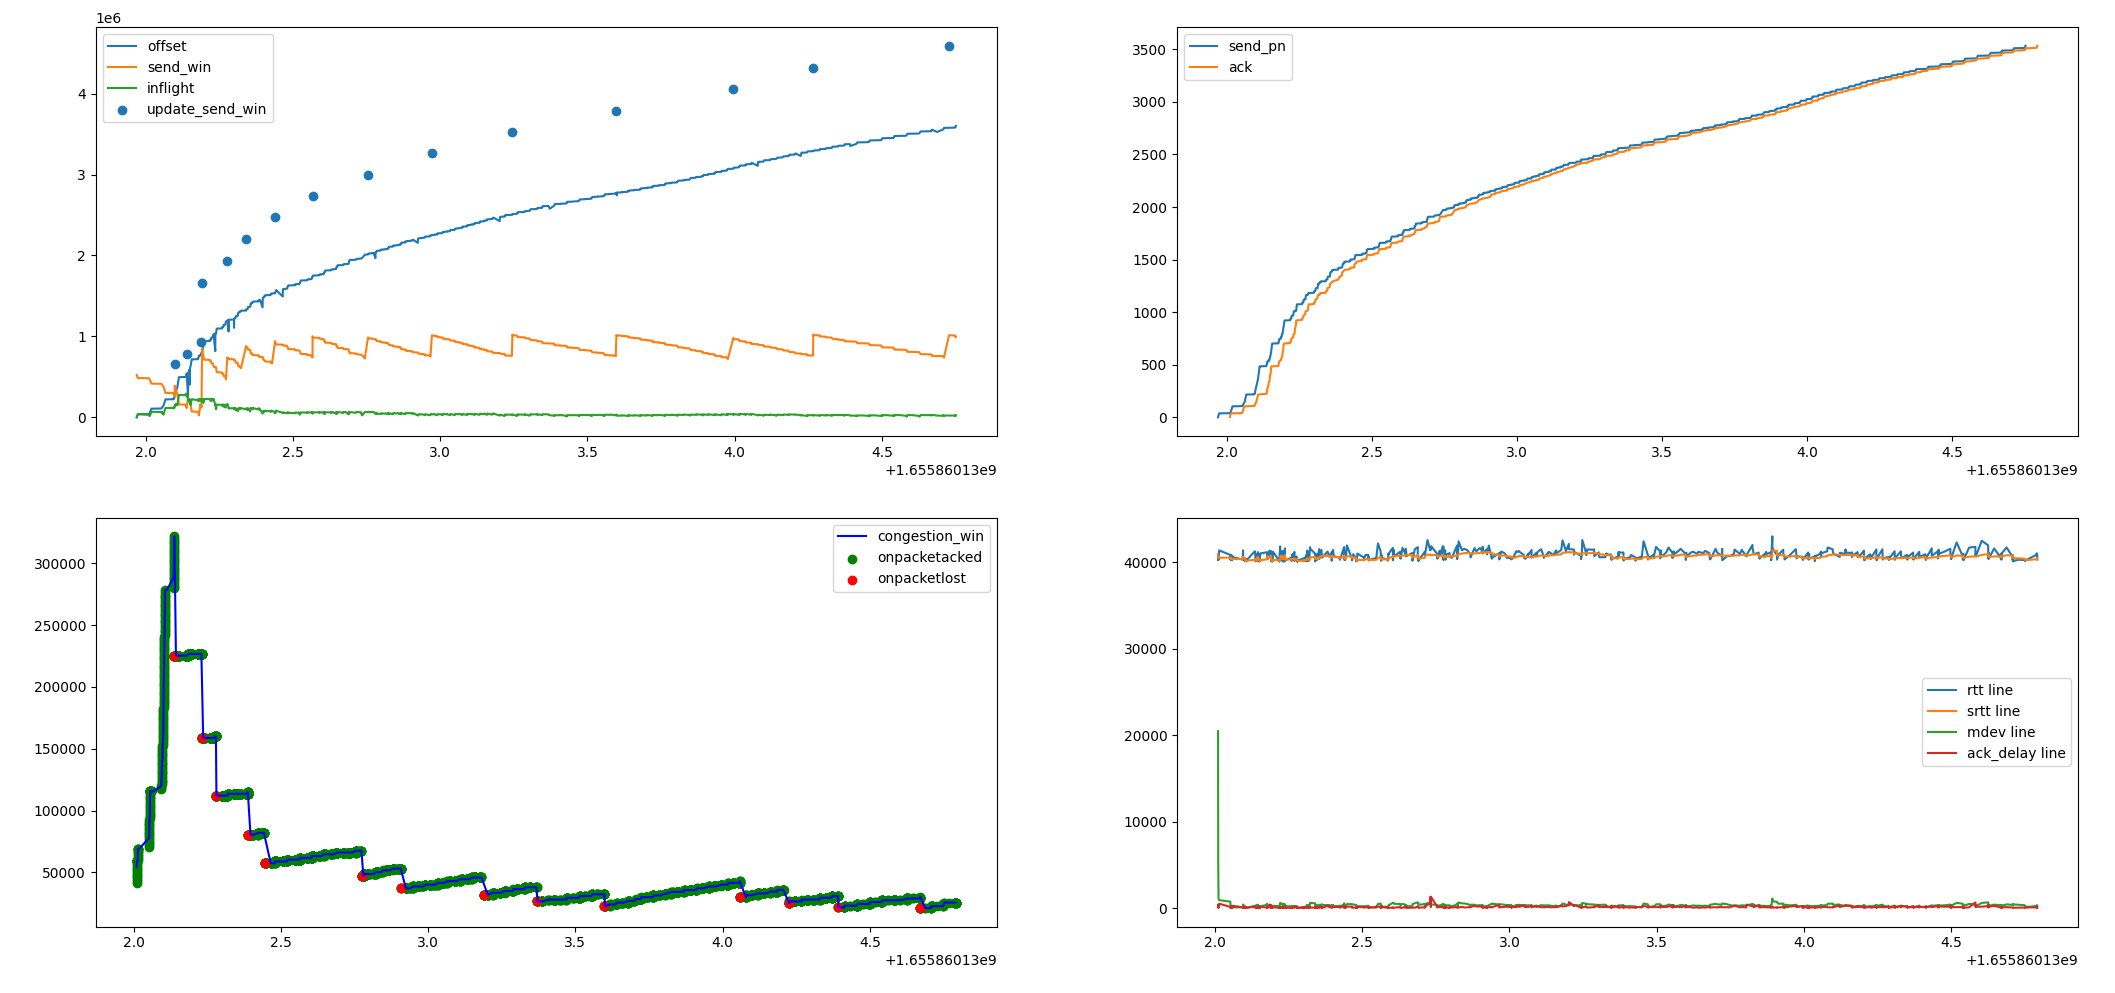 1e6
offset
send_win
inflight
update_send_win
4
3
2
1
0
2.0 2.5 3.0 3.5 4.0 4.5
+1.65586013e9
send_pn
ack
3500
3000
2500
2000
1500
1000
500
0
2.0 2.5 3.0 3.5 4.0 4.5
+1.65586013e9
congestion_win
onpacketacked
onpacketlost
300000
250000
200000
150000
100000
50000
2.0 2.5 3.0 3.5 4.0 4.5
+1.65586013e9
40000
30000
20000
10000
0
rtt line
srtt line
mdev line
ack_delay line
2.0 2.5 3.0 3.5 4.0 4.5
+1.65586013e9